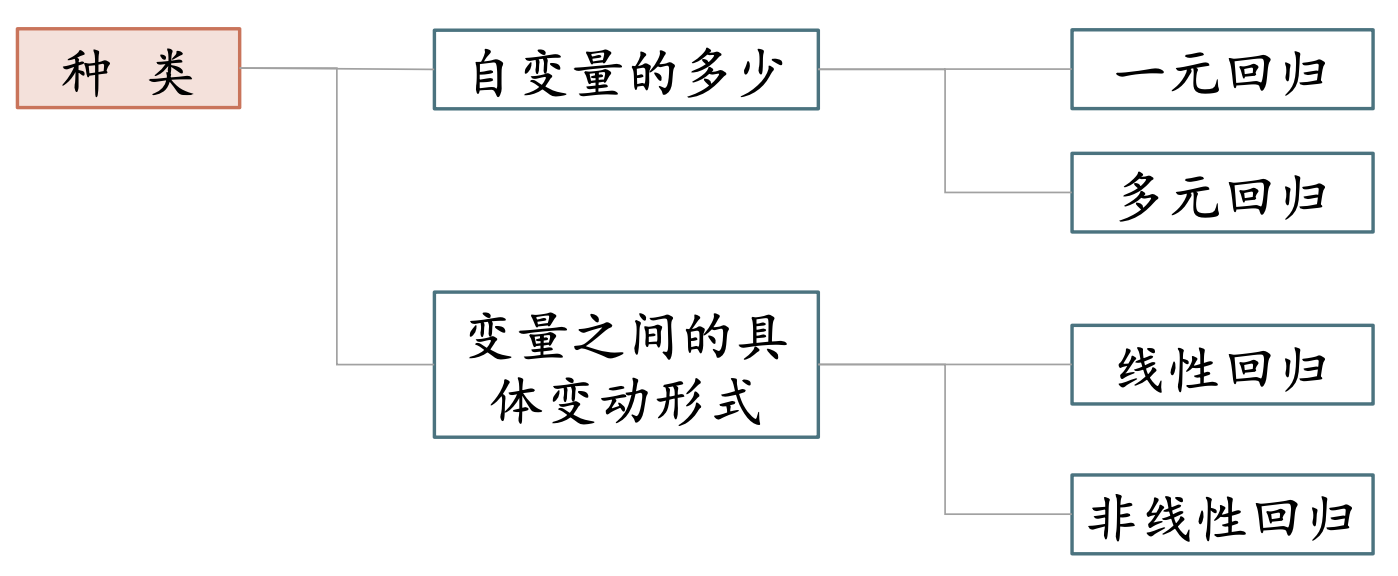 种 类
自变量的多少
一元回归
多元回归
变量之间的具
体变动形式
线性回归
非线性回归